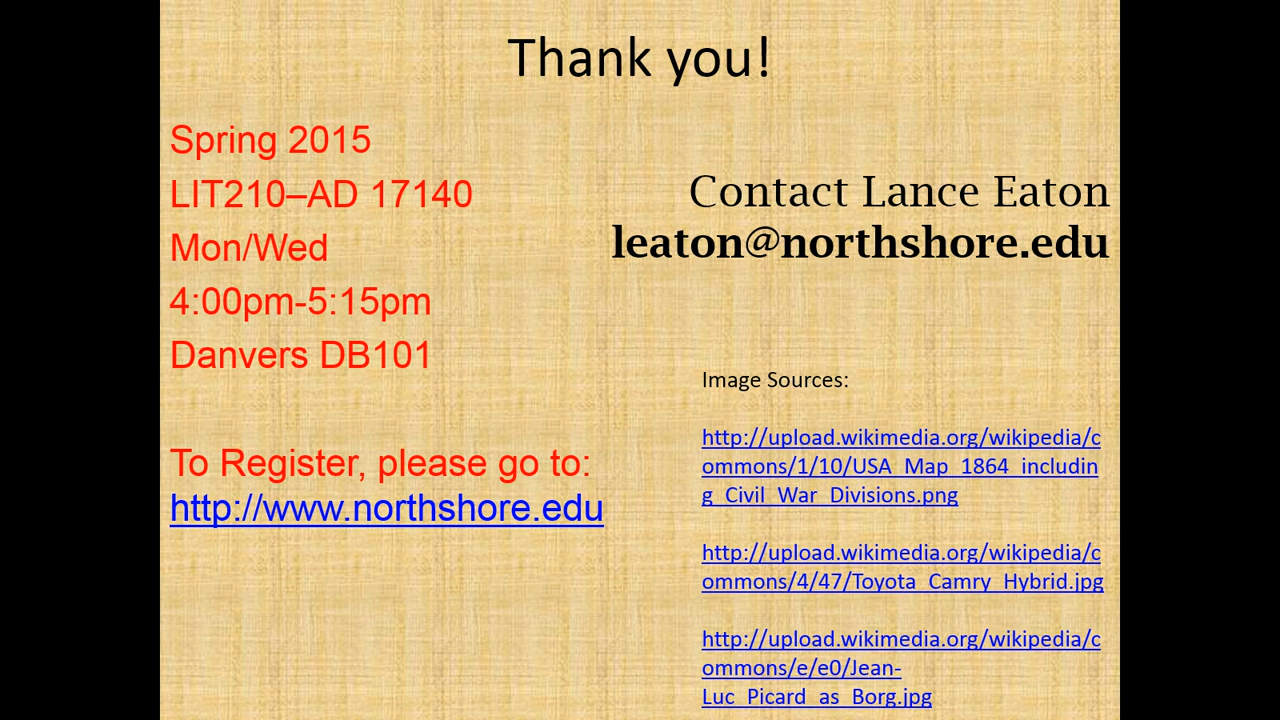 Thank you!
Spring 2015
LIT210–AD 17140
Mon/Wed
4:00pm-5:15pm
Danvers DB101
To Register, please go to:
http://www.northshore.edu
Contact Lance Eaton
leaton@northshore.edu
Image Sources:
http://upload.wikimedia.org/wikipedia/c
ommons/1/10/USA_Map_1864_includin
g_Civil_War_Divisions.png
http://upload.wikimedia.org/wikipedia/c
ommons/4/47/Toyota_Camry_Hybrid.jpg
http://upload.wikimedia.org/wikipedia/c
ommons/e/e0/Jean-
Luc_Picard_as_Borg.jpg